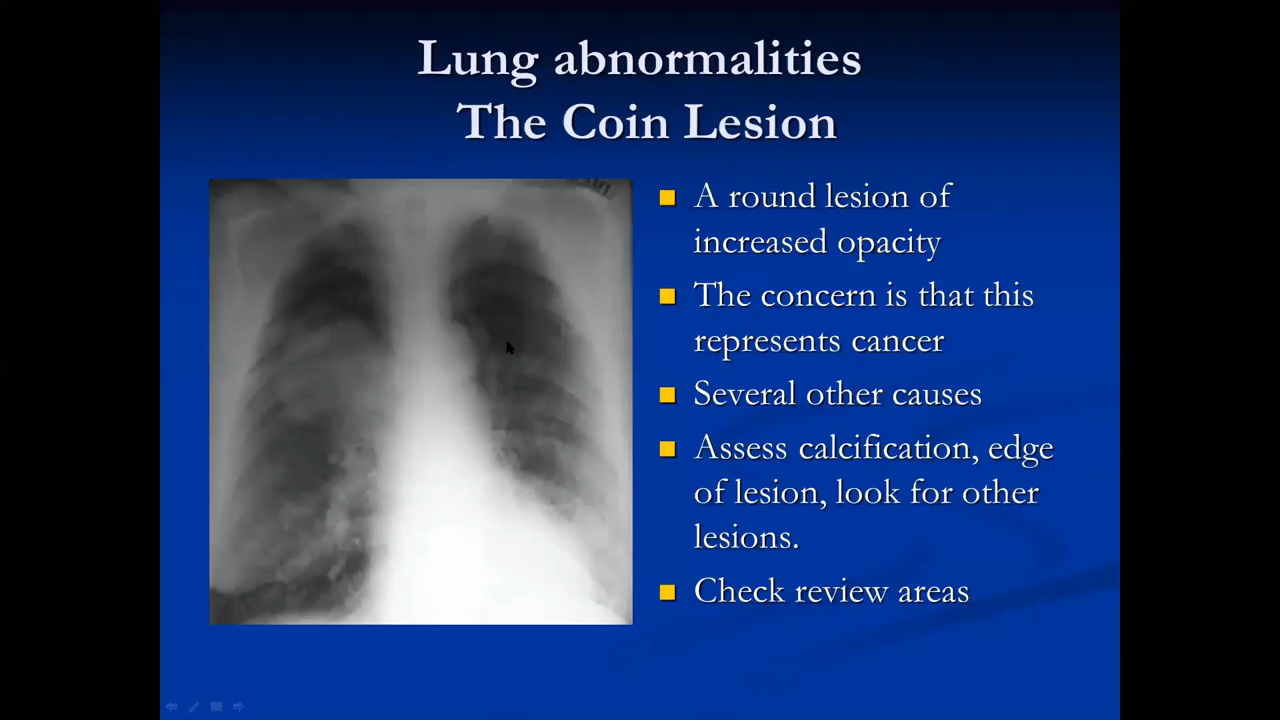 Lung abnormalities
The Coin Lesion
A round lesion of
increased opacity
The concern is that this
represents cancer
Several other causes
Assess calcification, edge
of lesion, look for other
lesions.
Check review areas